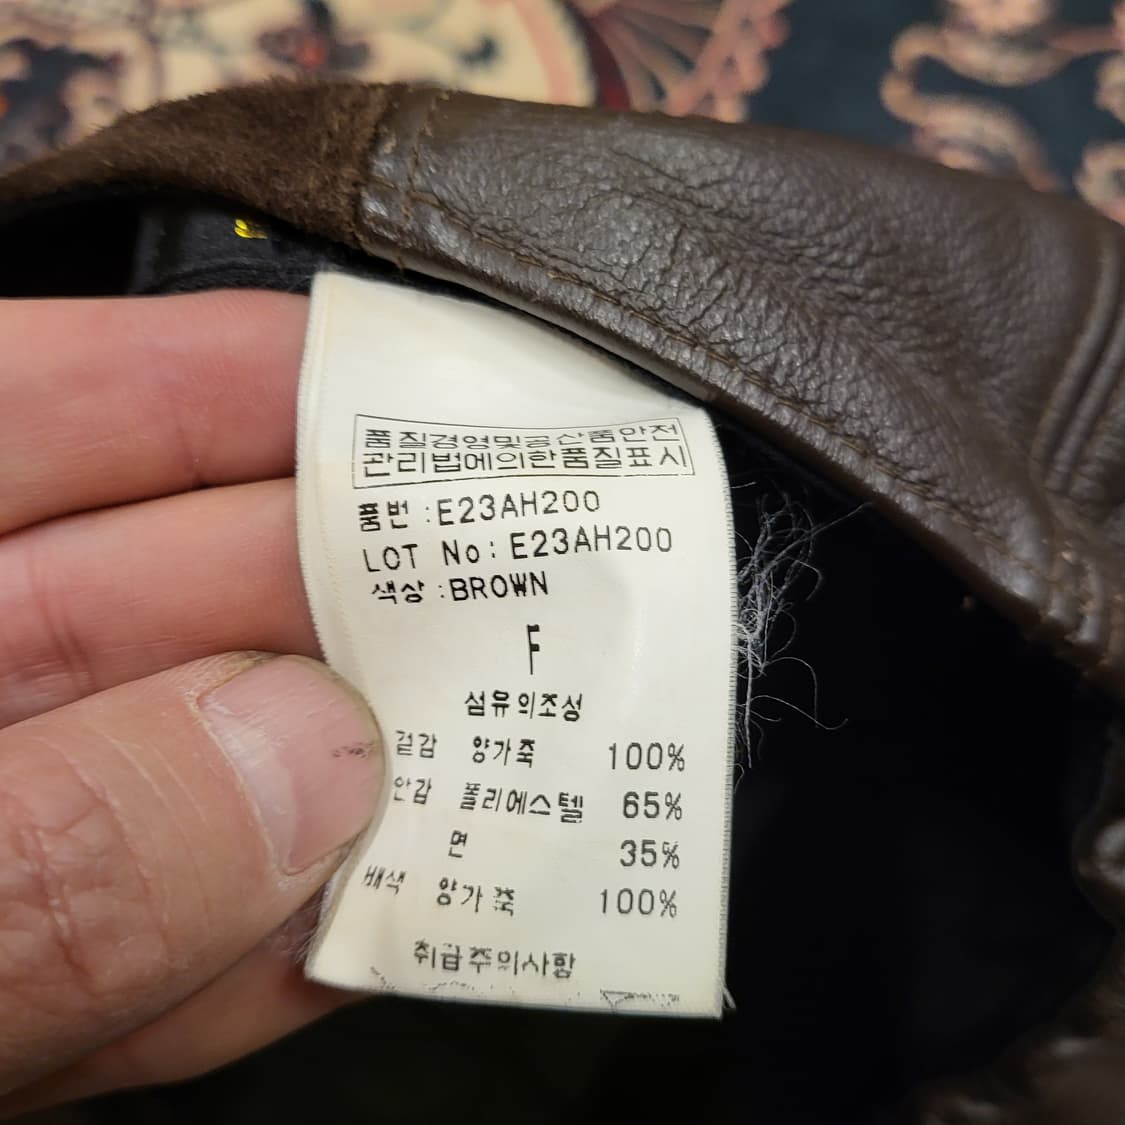 품질경영및공산품안전
관리법에의한품질표시
품번 :E23AH200
LOT No: E23AH200
색상 :BROWN
F
섬유의조성
겉감 양가죽 100%
안감 폴리에스텔 65%
면 35%
배색 양가죽 100%
취급주의사항